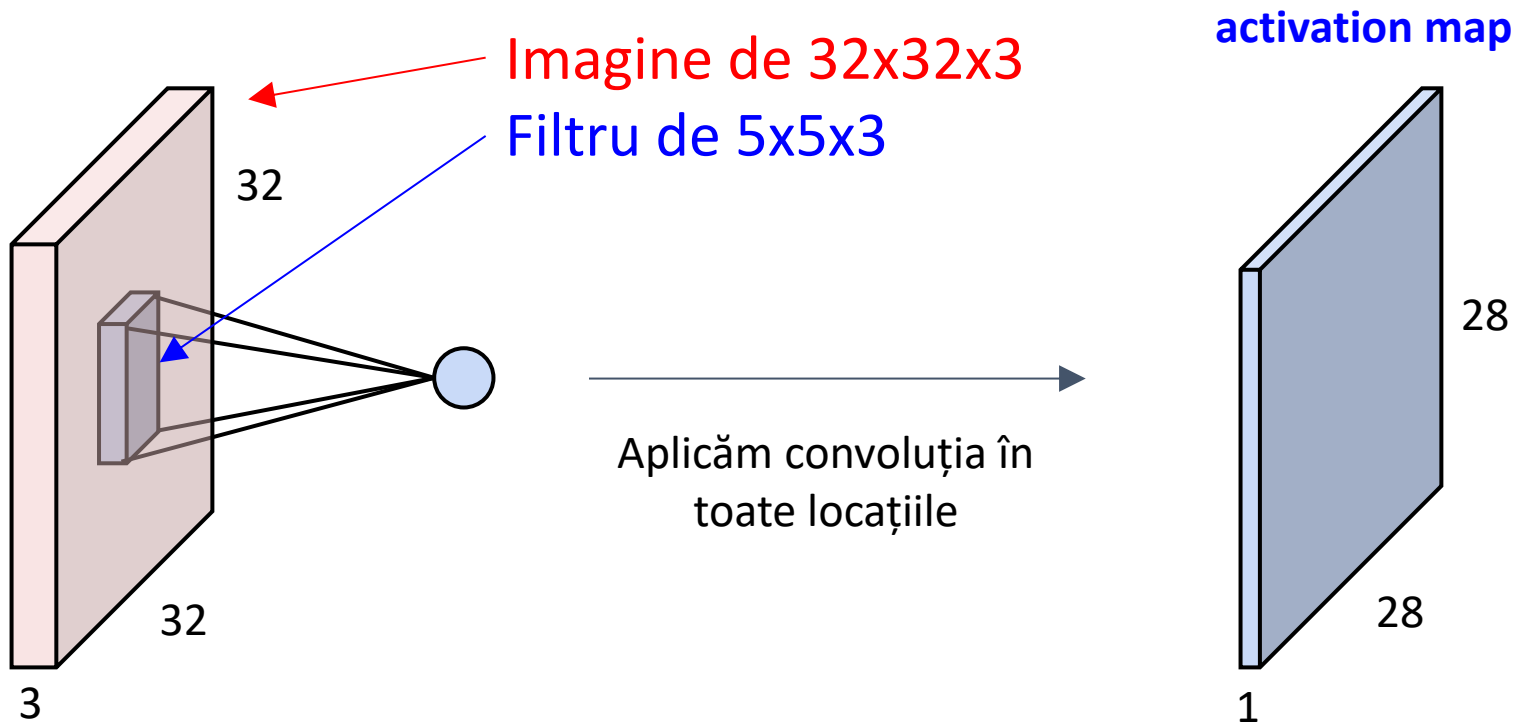 activation map
Imagine de 32x32x3
Filtru de 5x5x3
32
32
3
Aplicăm convoluția în
toate locațiile
28
28
1